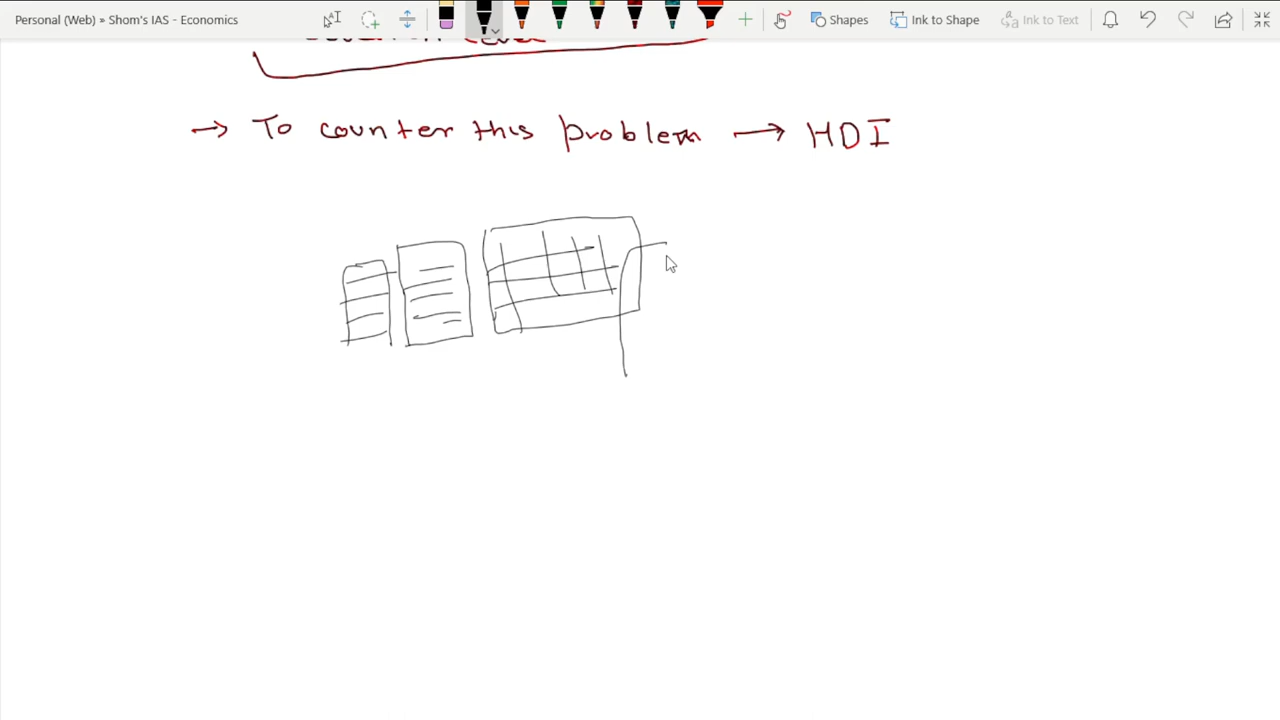 Personal (Web) » Shom's IAS - Economics
Shapes
Ink to Shape
Ink to Text
→ To counter this problem → HDI